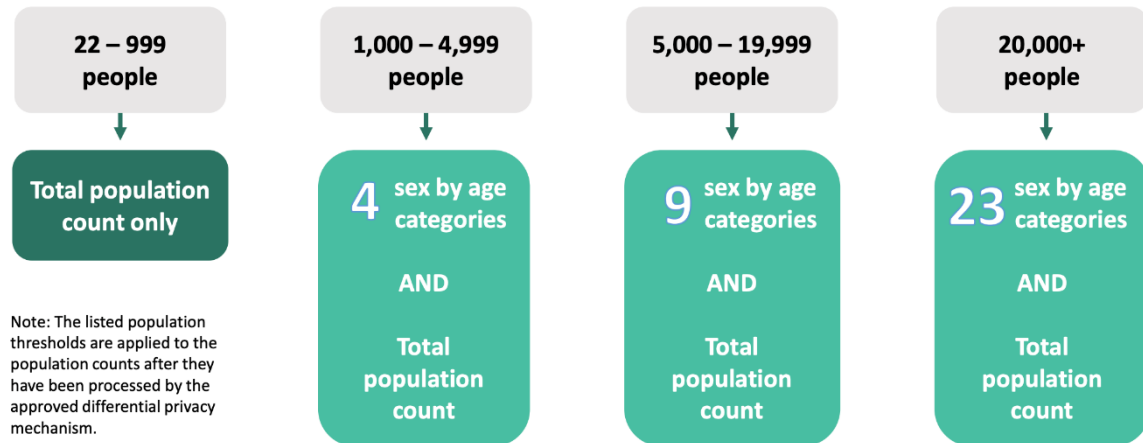 22 – 999
people
1,000 – 4,999
people
5,000 – 19,999
people
20,000+
people
Total population
count only
4 sex by age
categories
AND
Total
population
count
9 sex by age
categories
AND
Total
population
count
23 sex by age
categories
AND
Total
population
count
Note: The listed population
thresholds are applied to the
population counts after they
have been processed by the
approved differential privacy
mechanism.